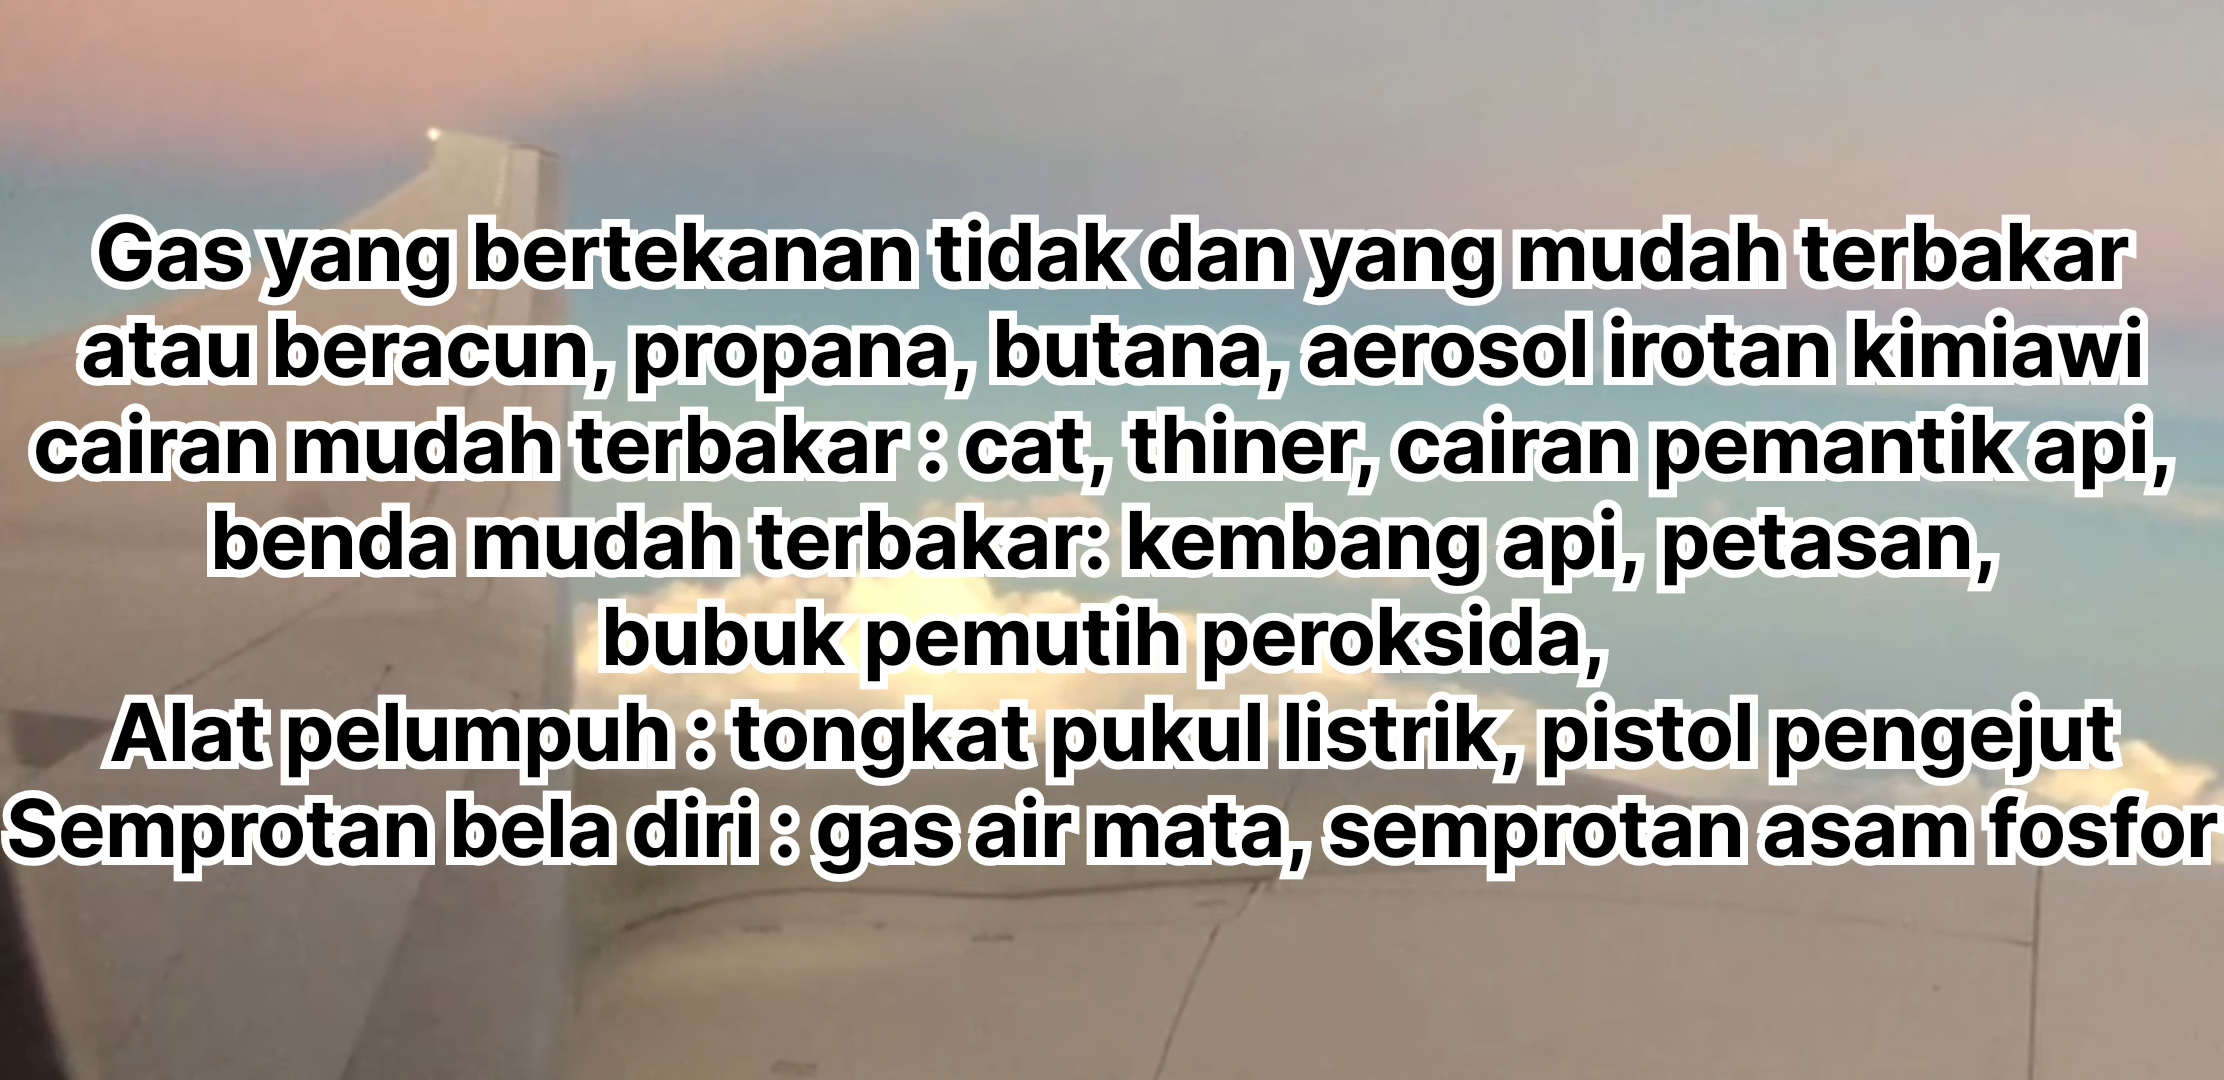 Gas yang bertekanan tidak dan yang mudah terbakar
atau beracun, propana, butana, aerosol irotan kimiawi
cairan mudah terbakar : cat, thiner, cairan pemantik api,
benda mudah terbakar: kembang api, petasan,
bubuk pemutih peroksida,
Alat pelumpuh : tongkat pukul listrik, pistol pengejut
Semprotan bela diri : gas air mata, semprotan asam fosfor